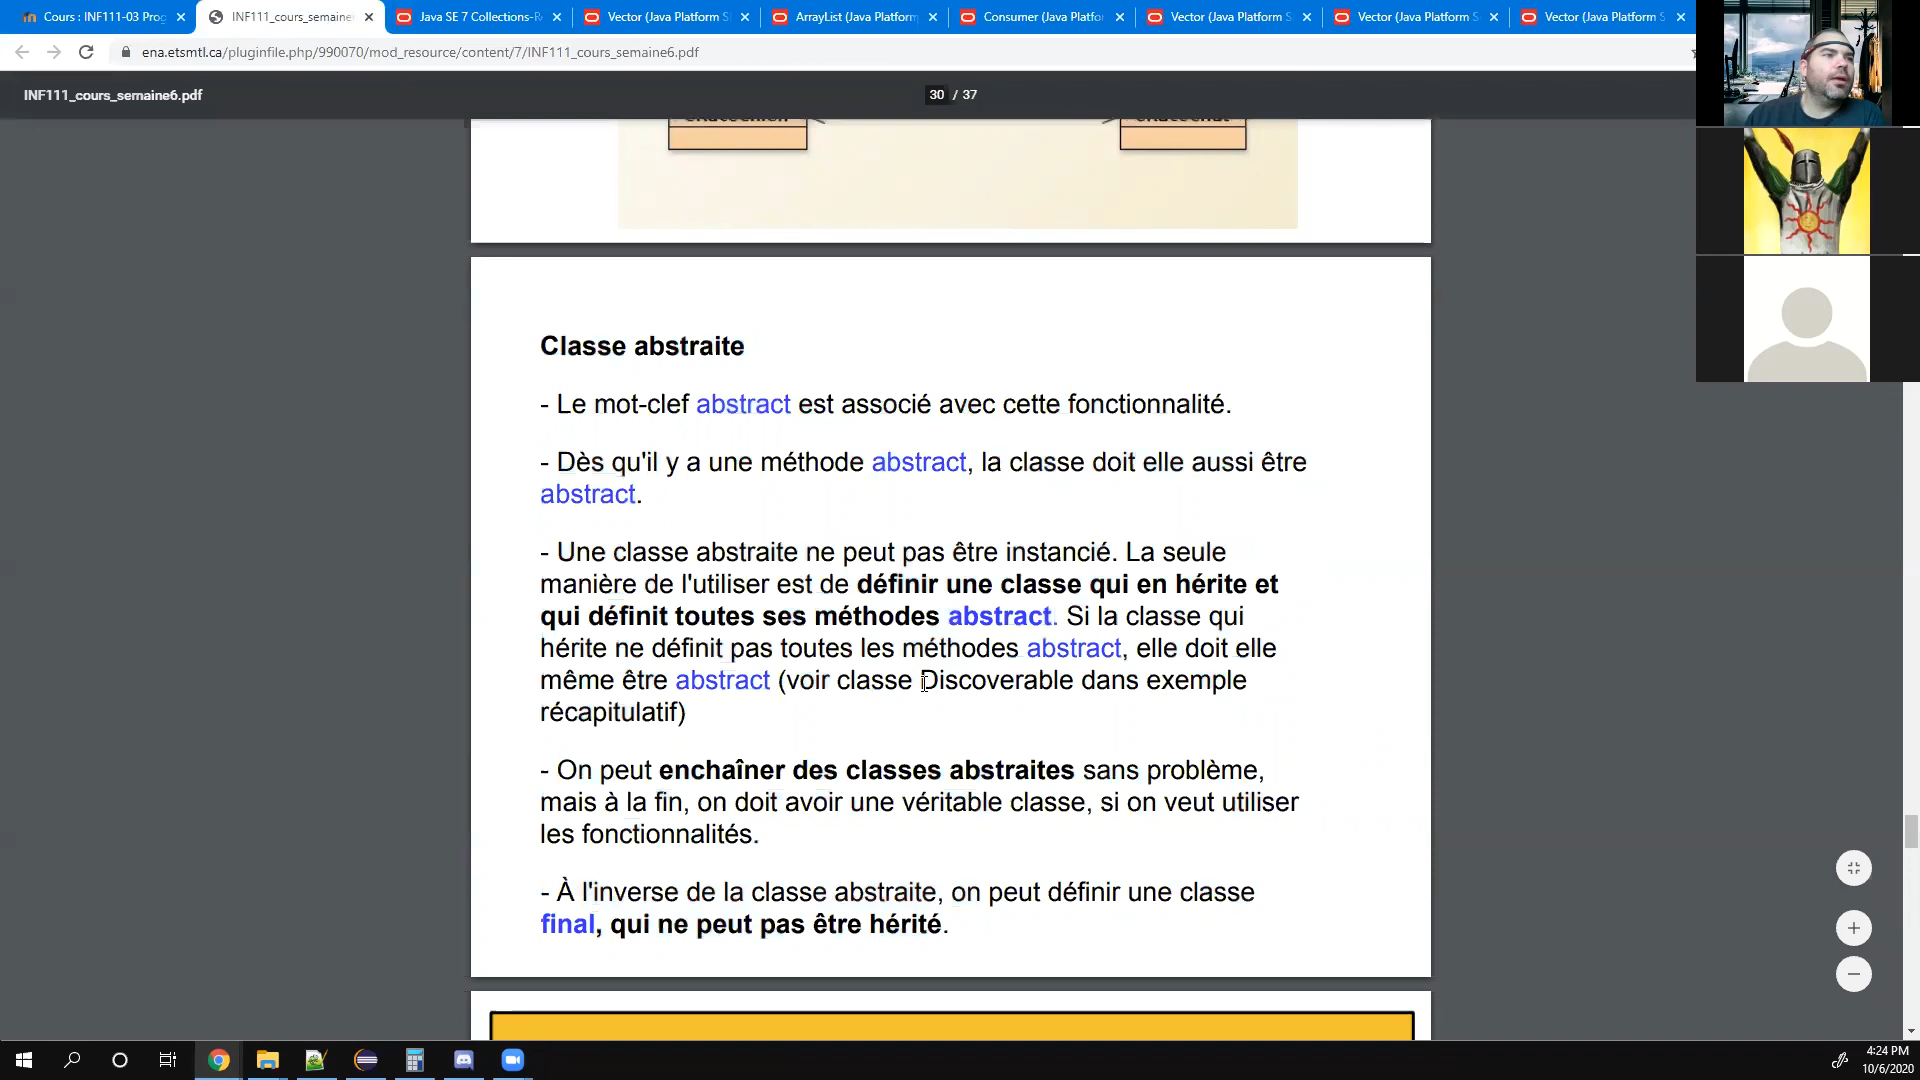 Cours : INF111-03 Prog
INF111_cours_semaine
Java SE 7 Collections-R
Vector (Java Platform S
ArrayList (Java Platform
Consumer (Java Platfo
Vector (Java Platform S
Vector (Java Platform S
Vector (Java Platform S
ena.etsmtl.ca/pluginfile.php/990070/mod_resource/content/7/INF111_cours_semaine6.pdf
INF111_cours_semaine6.pdf
30 / 37
Classe abstraite
- Le mot-clef abstract est associé avec cette fonctionnalité.
- Dès qu'il y a une méthode abstract, la classe doit elle aussi être
abstract.
- Une classe abstraite ne peut pas être instancié. La seule
manière de l'utiliser est de définir une classe qui en hérite et
qui définit toutes ses méthodes abstract. Si la classe qui
hérite ne définit pas toutes les méthodes abstract, elle doit elle
même être abstract (voir classe Discoverable dans exemple
récapitulatif)
- On peut enchaîner des classes abstraites sans problème,
mais à la fin, on doit avoir une véritable classe, si on veut utiliser
les fonctionnalités.
- À l'inverse de la classe abstraite, on peut définir une classe
final, qui ne peut pas être hérité.
4:24 PM
10/6/2020